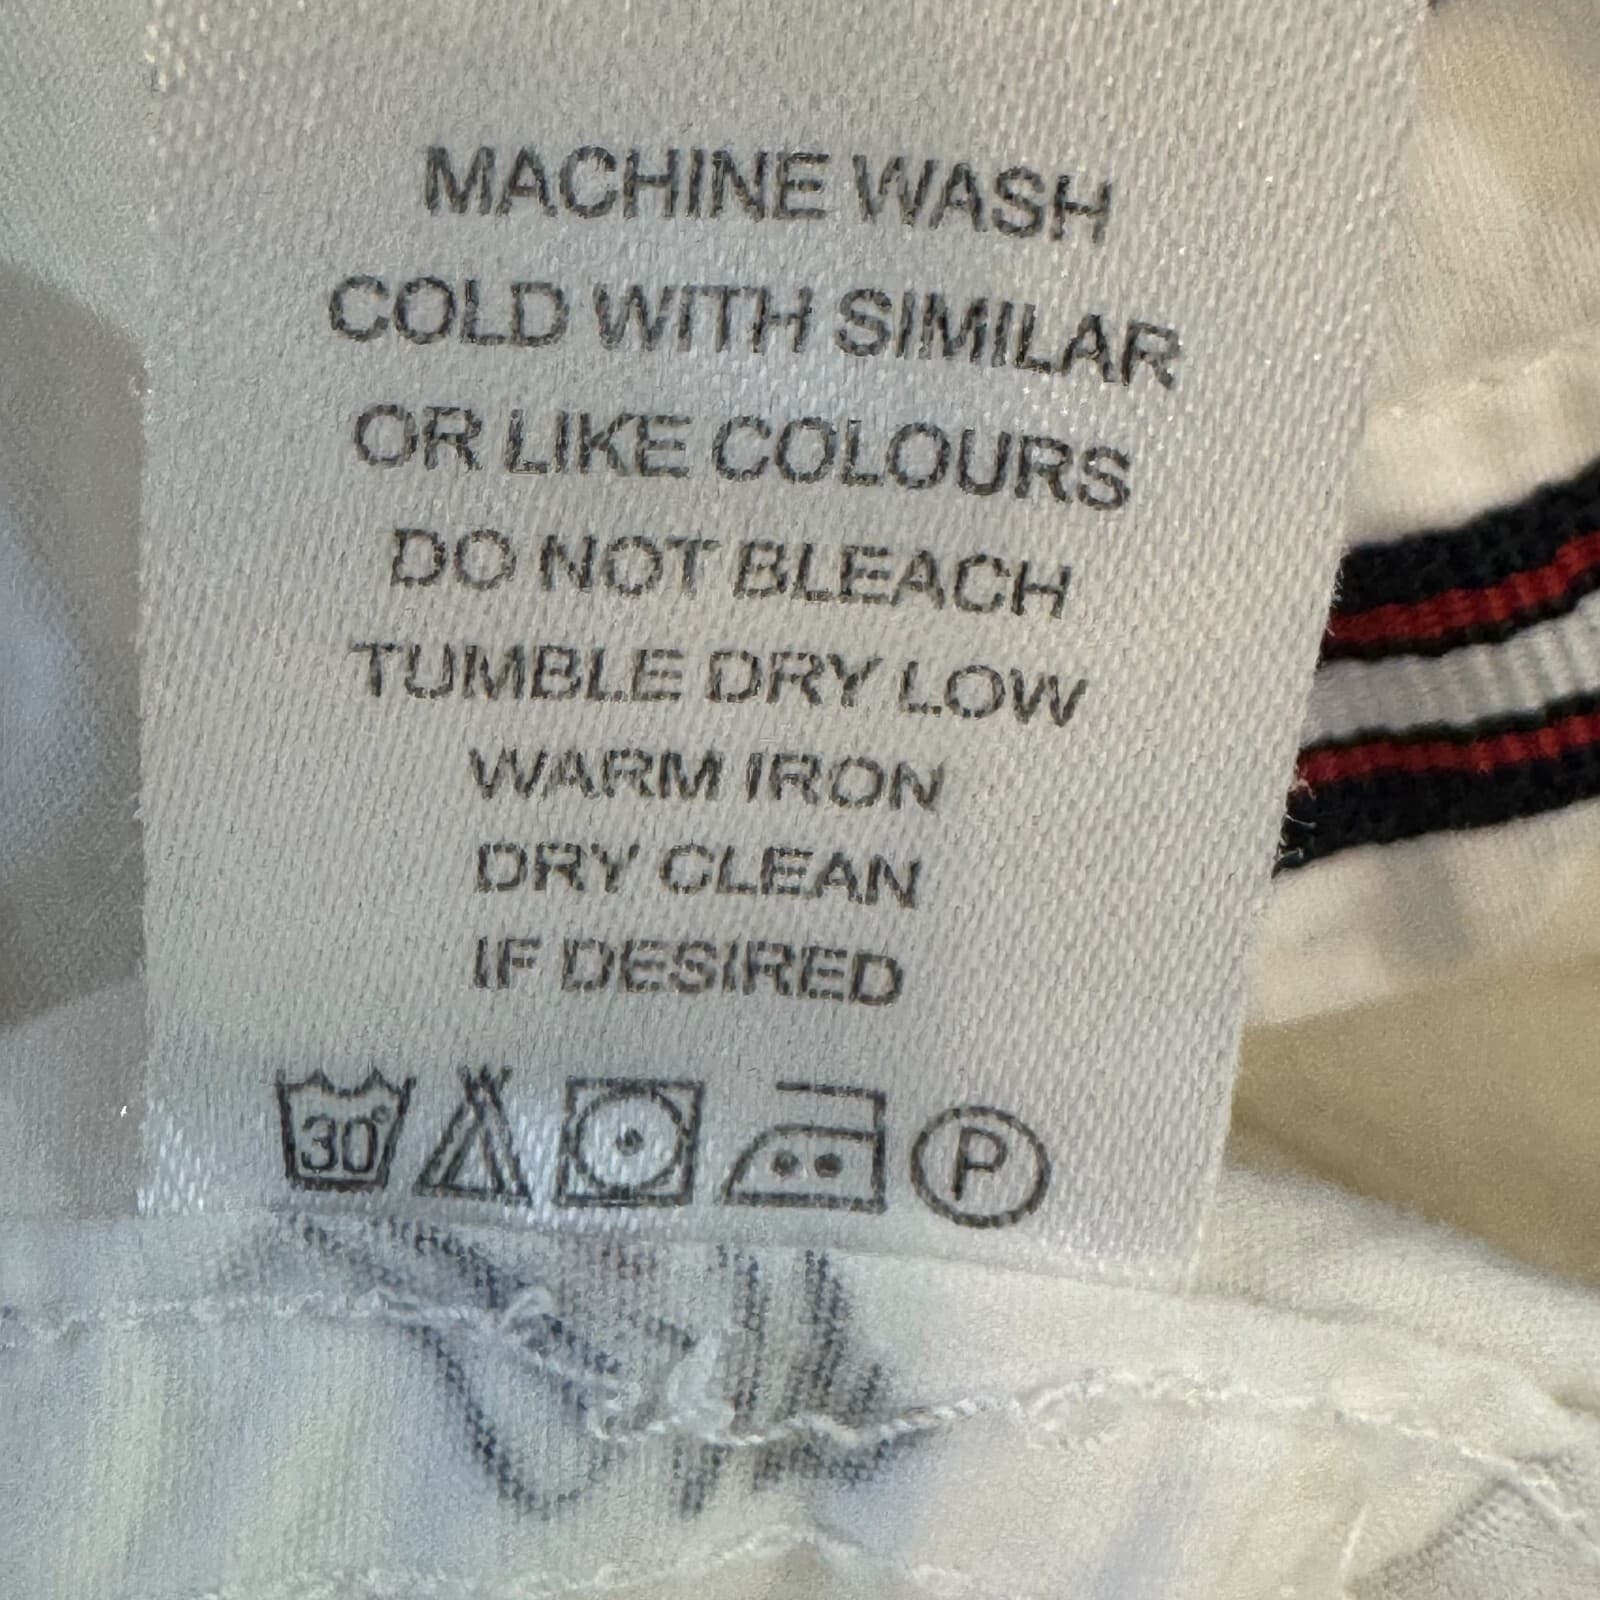 MACHINE WASH
COLD WITH SIMILAR
OR LIKE COLOURS
DO NOT BLEACH
TUMBLE DRY LOW
WARM IRON
DRY CLEAN
IF DESIRED
30° P